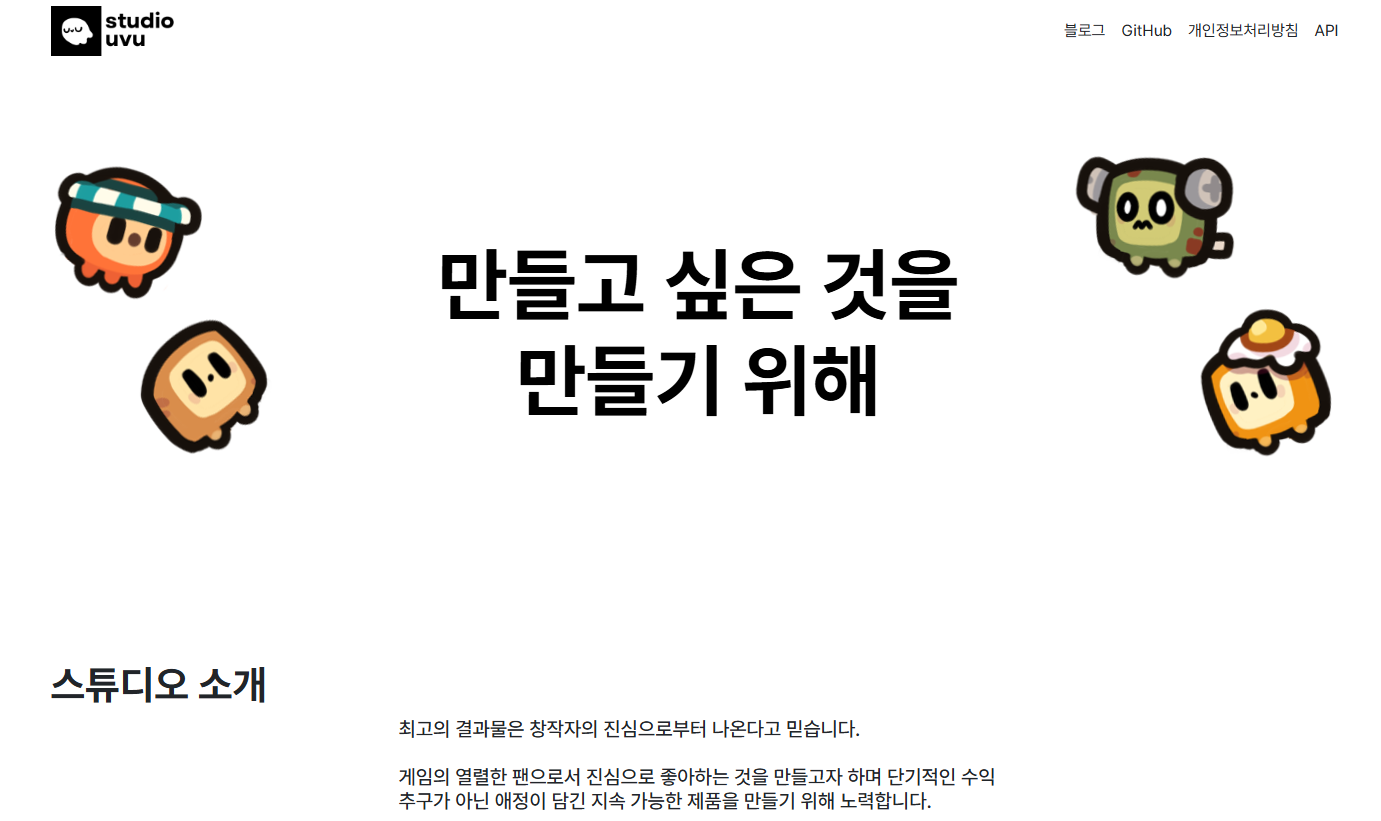 studio
uvu
블로그 GitHub 개인정보처리방침 API
만들고 싶은 것을
만들기 위해
스튜디오 소개
최고의 결과물은 창작자의 진심으로부터 나온다고 믿습니다.
게임의 열렬한 팬으로서 진심으로 좋아하는 것을 만들고자 하며 단기적인 수익
추구가 아닌 애정이 담긴 지속 가능한 제품을 만들기 위해 노력합니다.